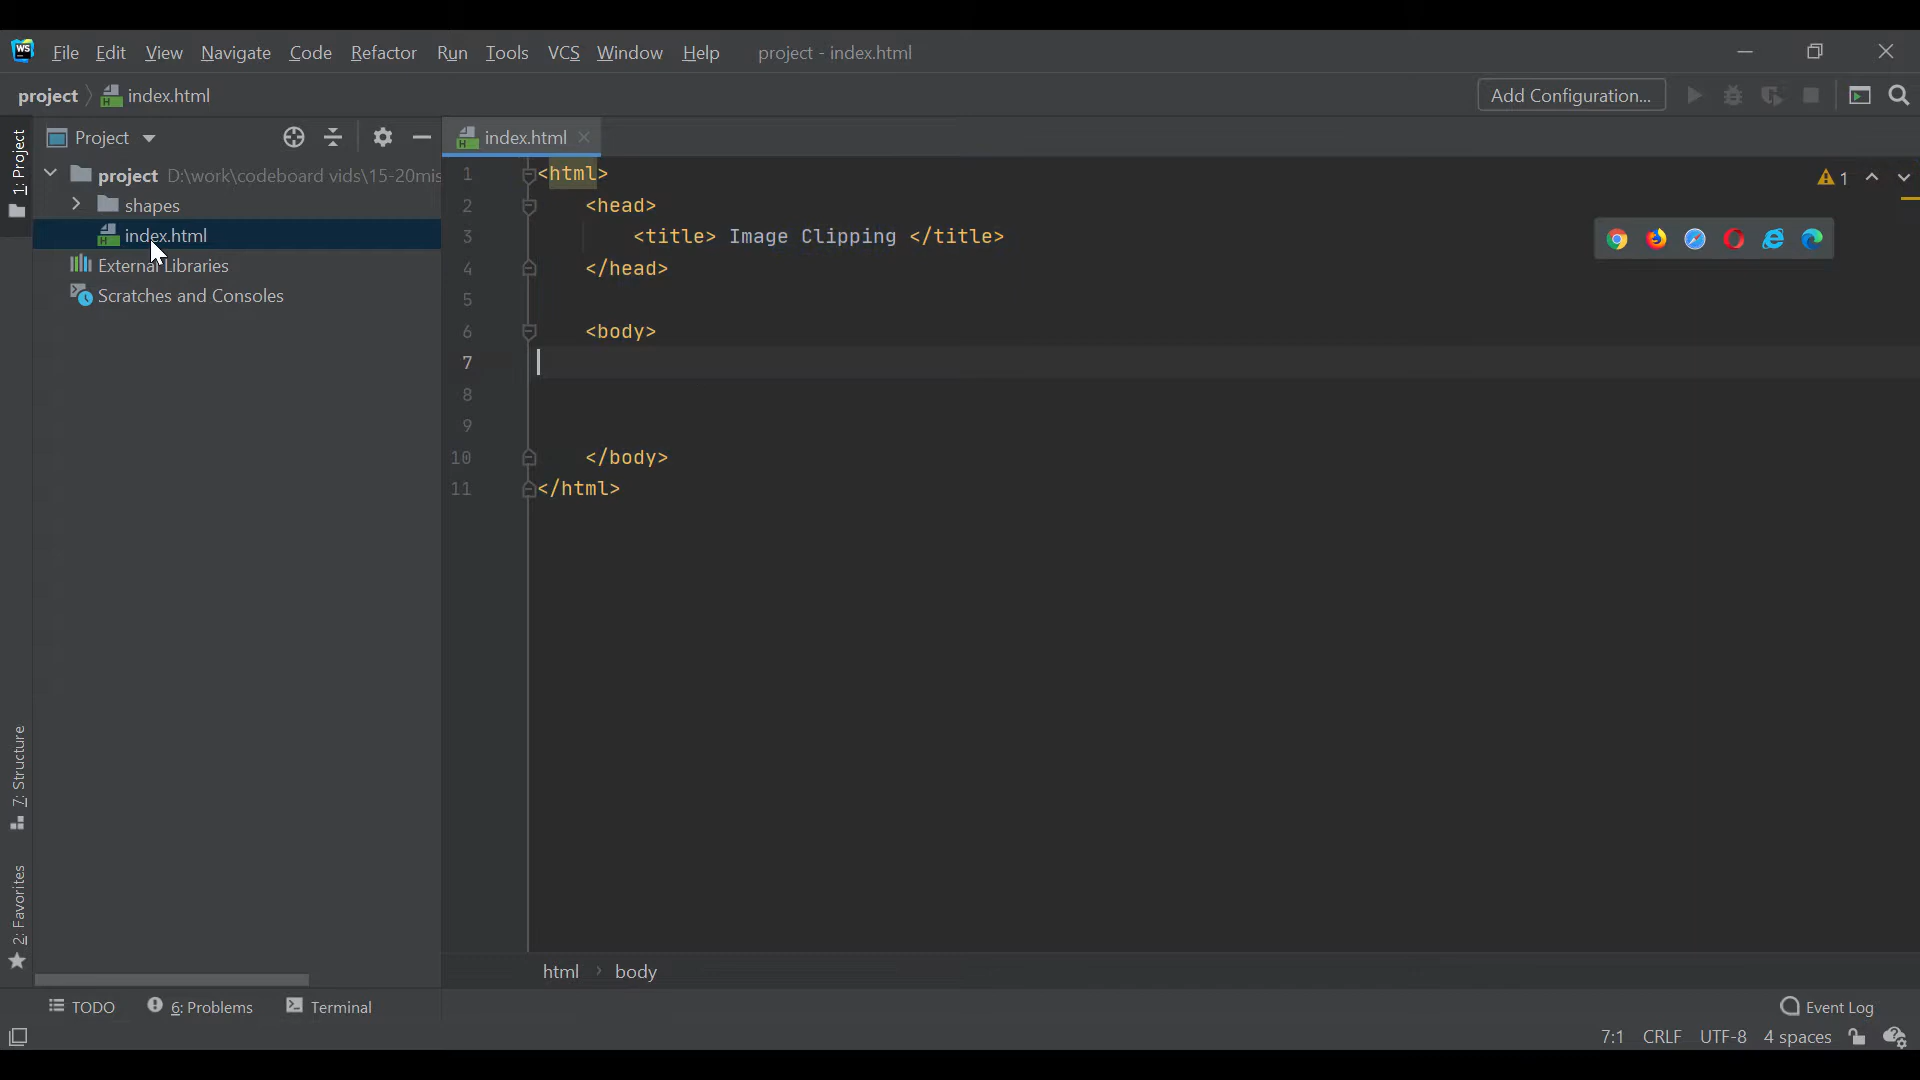 WS File Edit View Navigate Code Refactor Run Tools VCS Window Help project - index.html
project index.html Add Configuration...
1: Project
Project
index.html
project D:\work\codeboard vids\15-20mis
shapes
index.html
External Libraries
Scratches and Consoles
1 <html>
2 <head>
3 <title> Image Clipping </title>
4 </head>
5
6 <body>
7
8
9
10 </body>
11 </html>
1
7: Structure
2: Favorites
html body
TODO 6: Problems Terminal Event Log
7:1 CRLF UTF-8 4 spaces